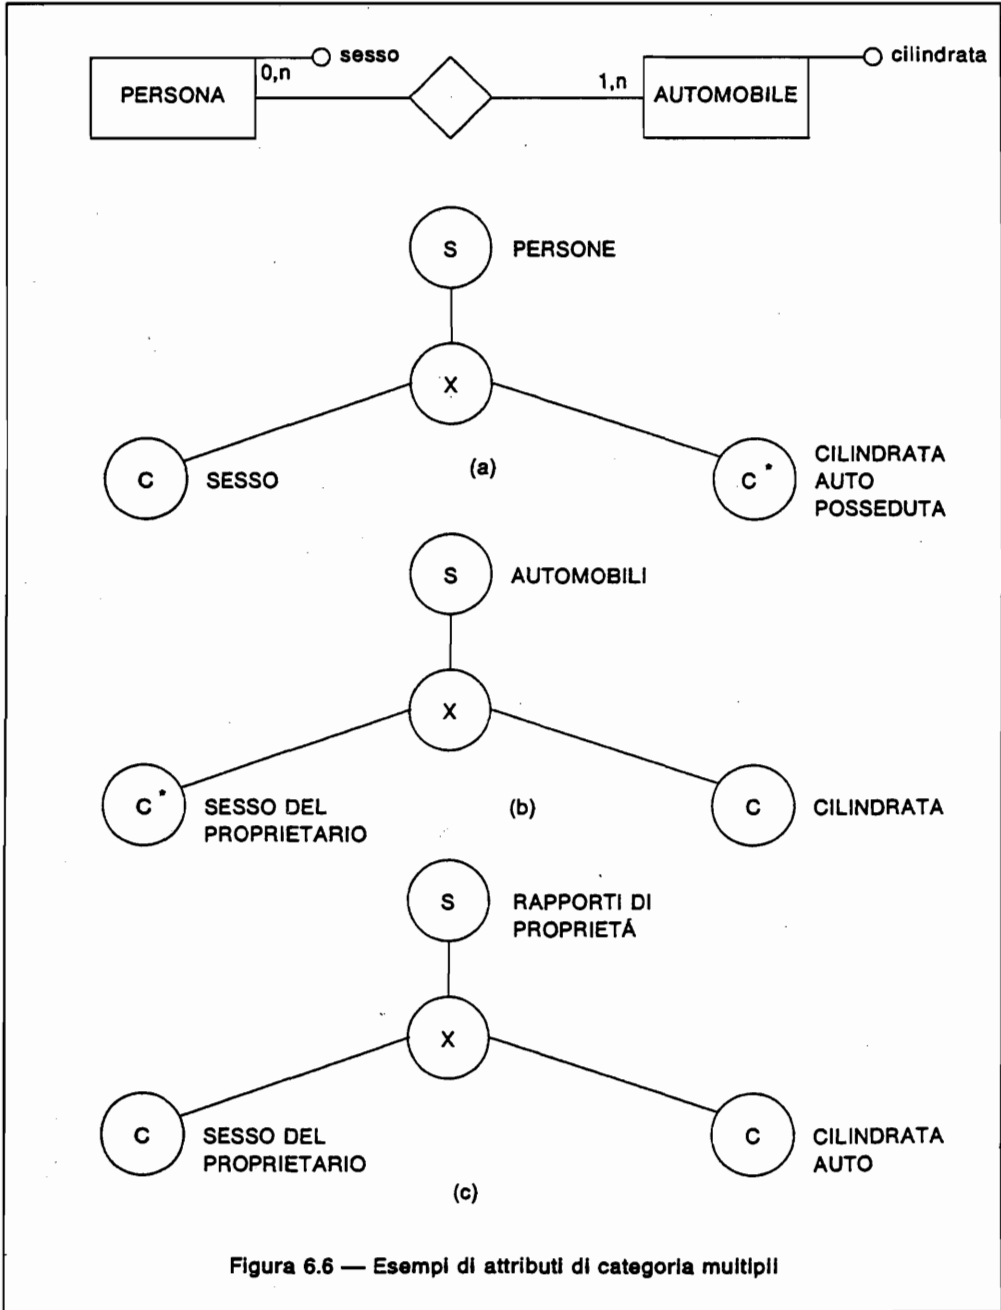 sesso
cilindrata
0,n
1,n
PERSONA
AUTOMOBILE
S
PERSONE
X
C
SESSO
(a)
C*
CILINDRATA
AUTO
POSSEDUTA
S
AUTOMOBILI
X
C*
SESSO DEL
PROPRIETARIO
(b)
C
CILINDRATA
S
RAPPORTI DI
PROPRIETÁ
X
C
SESSO DEL
PROPRIETARIO
C
CILINDRATA
AUTO
(c)
Figura 6.6 — Esempi di attributi di categoria multipli